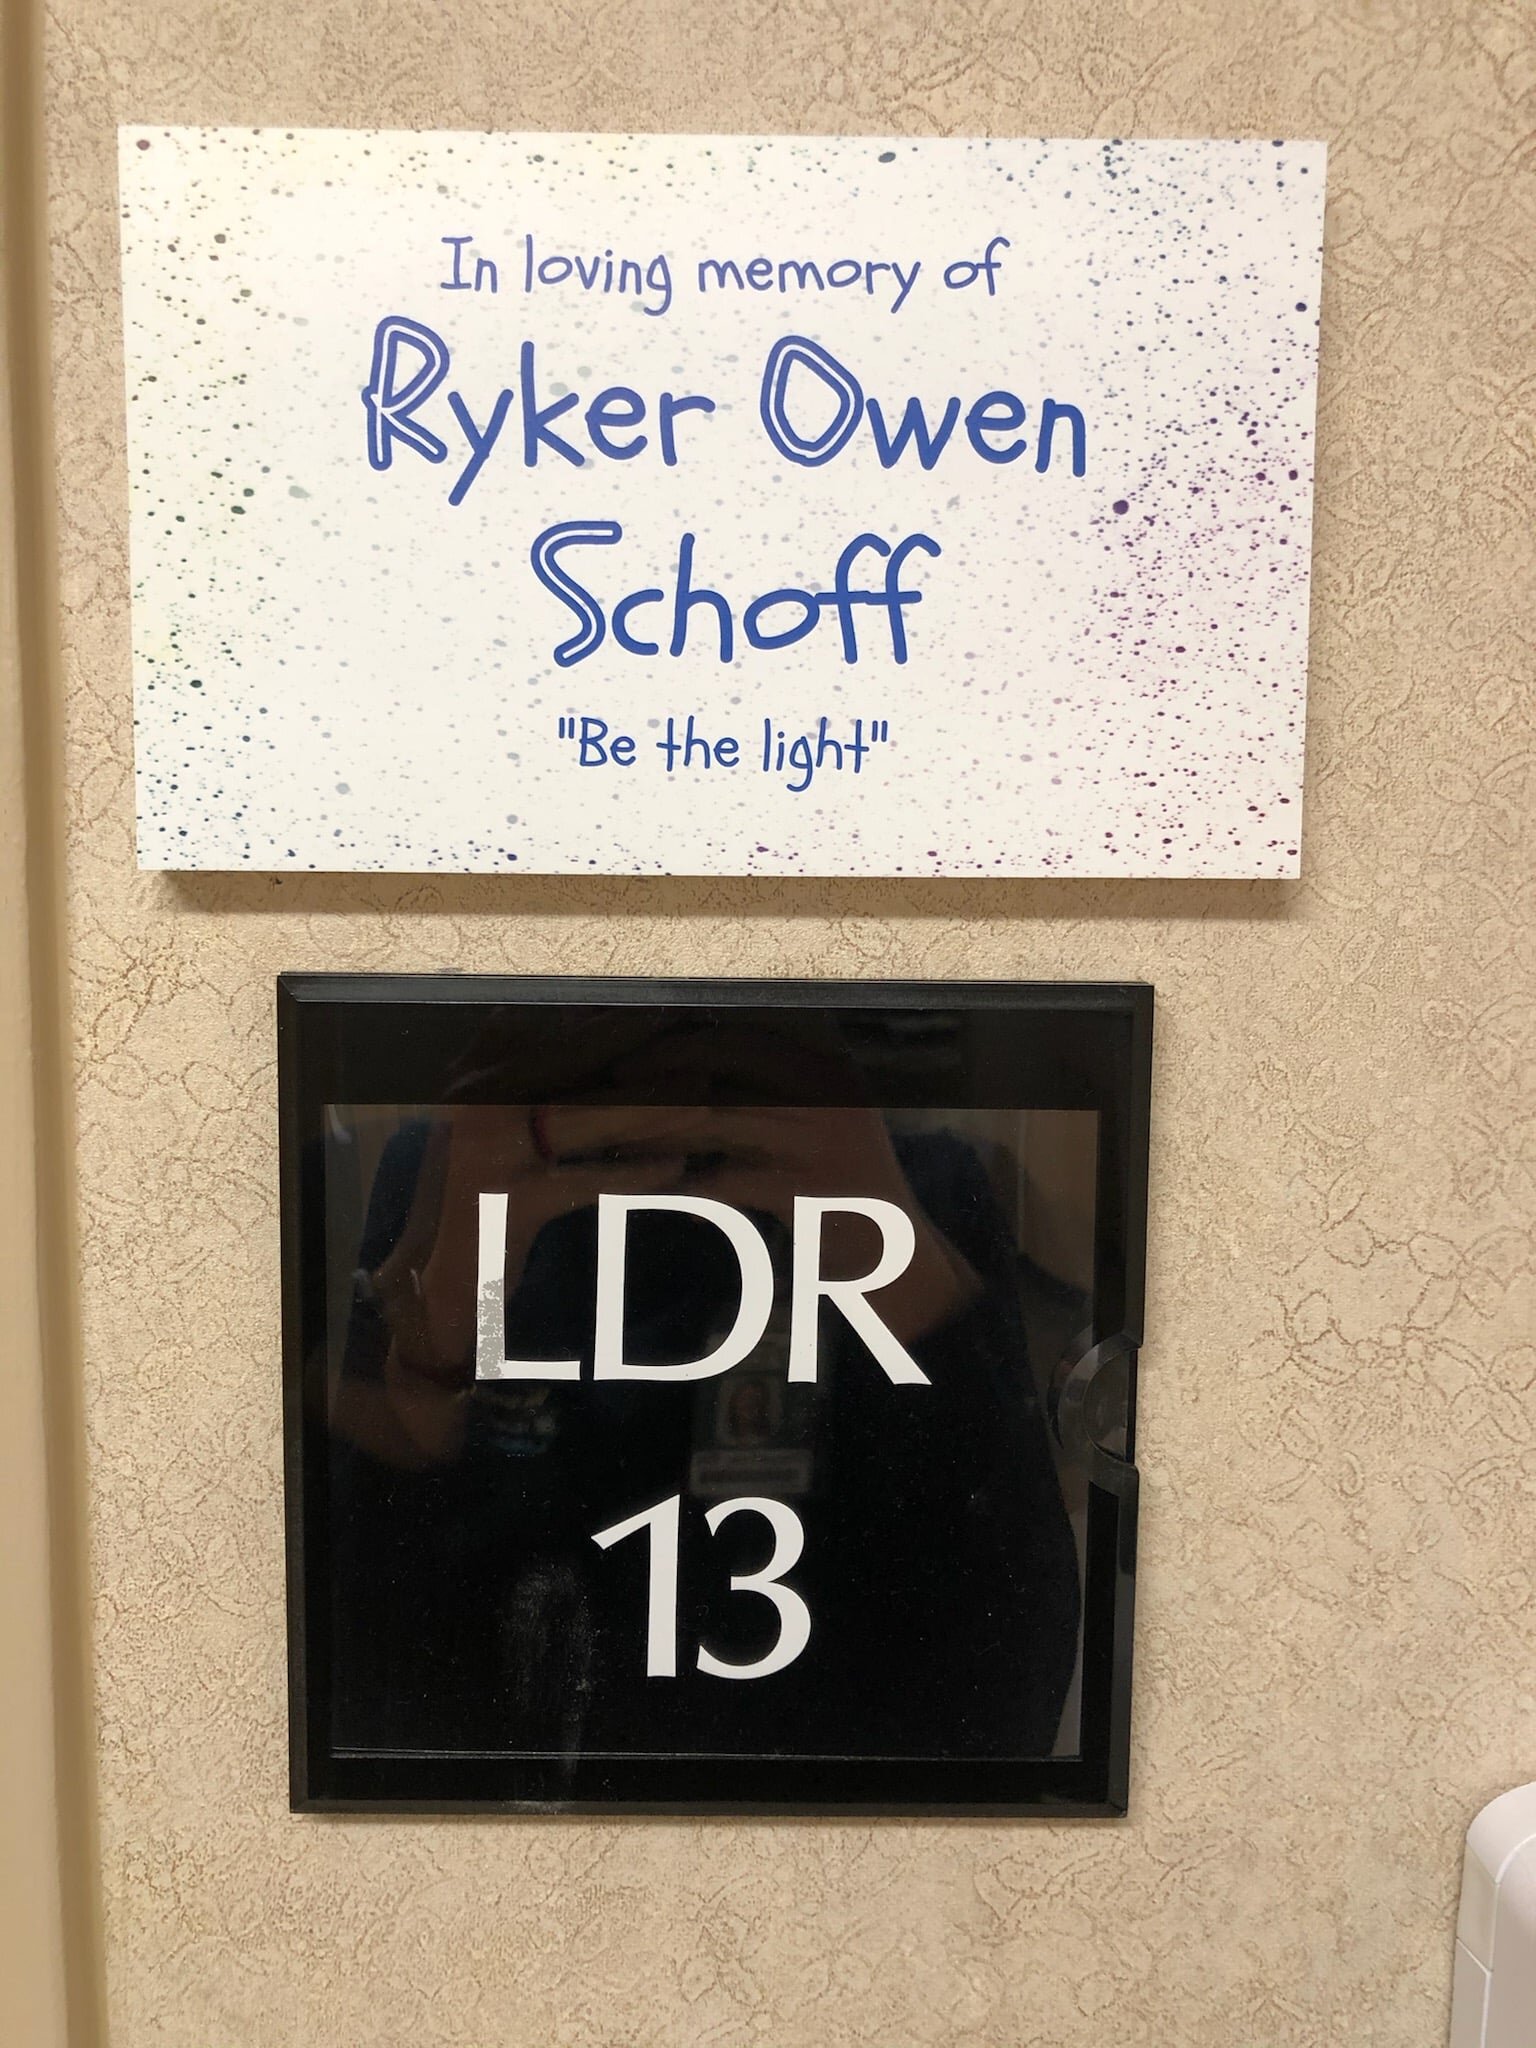 In loving memory of
Ryker Owen
Schoff
"Be the light"
LDR
13